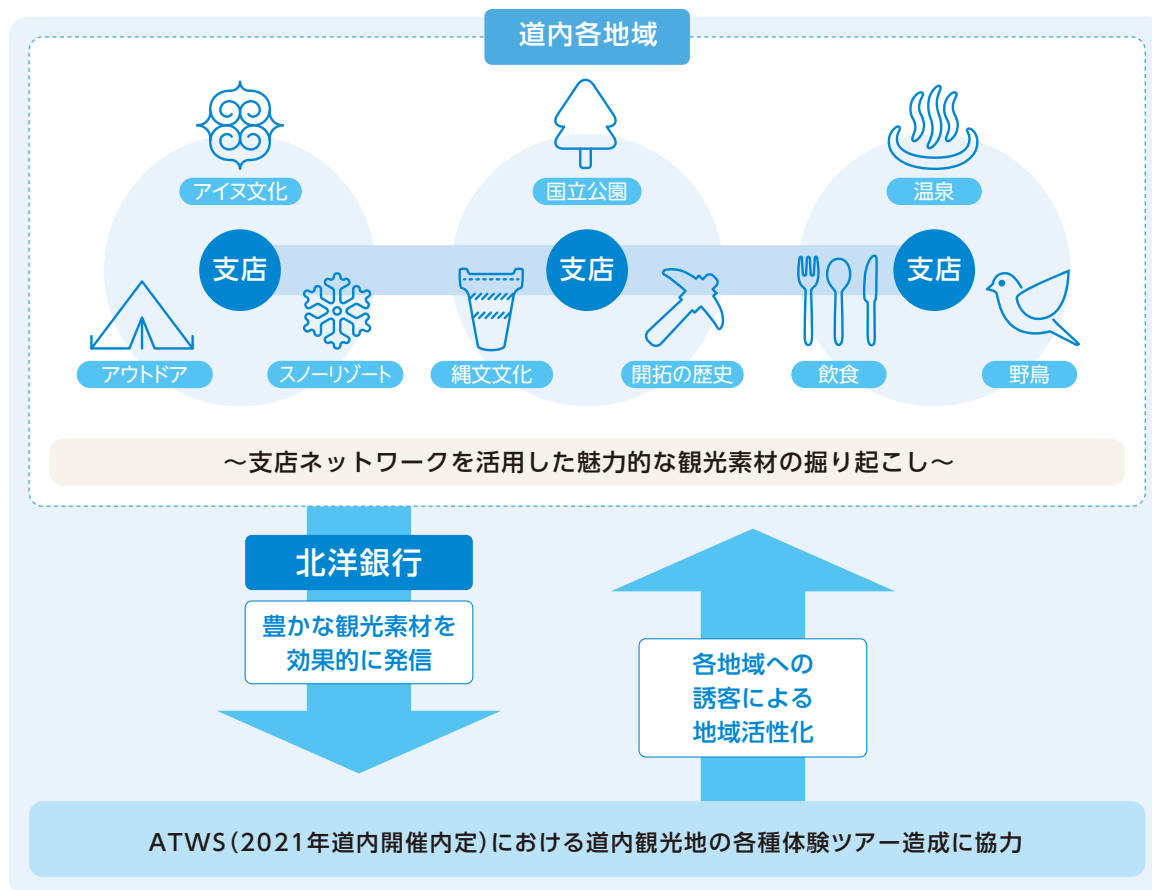 道内各地域
アイヌ文化
国立公園
温泉
支店
支店
支店
アウトドア
スノーリゾート
縄文文化
開拓の歴史
飲食
野鳥
～支店ネットワークを活用した魅力的な観光素材の掘り起こし～
北洋銀行
豊かな観光素材を
効果的に発信
各地域への
誘客による
地域活性化
ATWS（2021年道内開催内定）における道内観光地の各種体験ツアー造成に協力